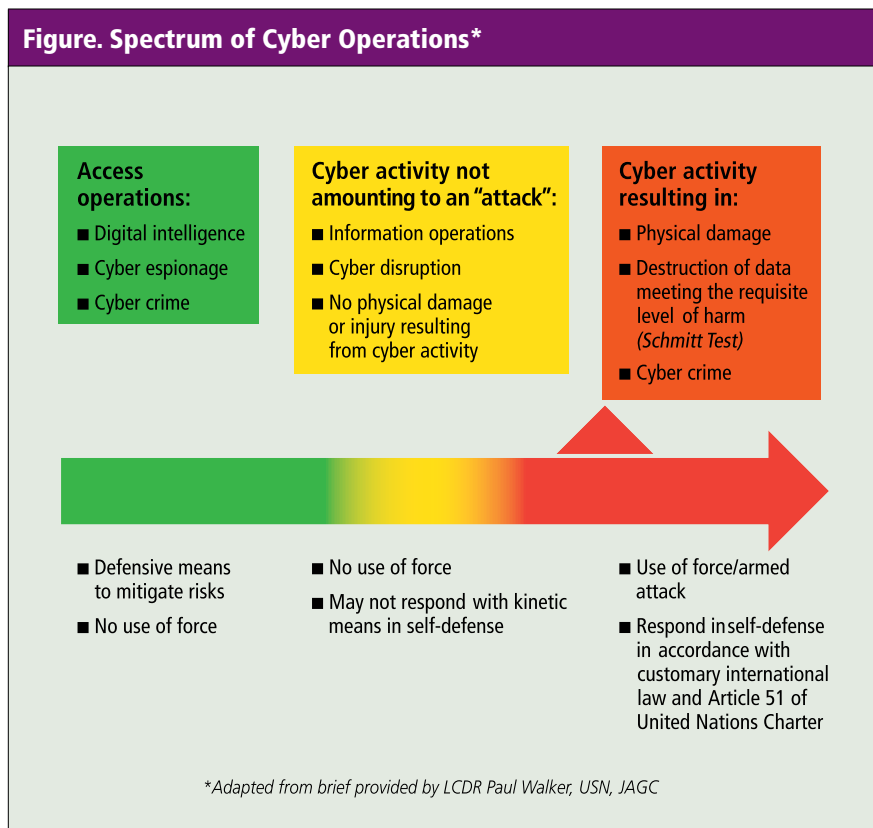 Figure. Spectrum of Cyber Operations*
Access
operations:
■ Digital intelligence
■ Cyber espionage
■ Cyber crime
Cyber activity not
amounting to an “attack”:
■ Information operations
■ Cyber disruption
■ No physical damage
or injury resulting
from cyber activity
Cyber activity
resulting in:
■ Physical damage
■ Destruction of data
meeting the requisite
level of harm
(Schmitt Test)
■ Cyber crime
■ Defensive means
to mitigate risks
■ No use of force
■ No use of force
■ May not respond with kinetic
means in self-defense
■ Use of force/armed
attack
■ Respond in self-defense
in accordance with
customary international
law and Article 51 of
United Nations Charter
*Adapted from brief provided by LCDR Paul Walker, USN, JAGC